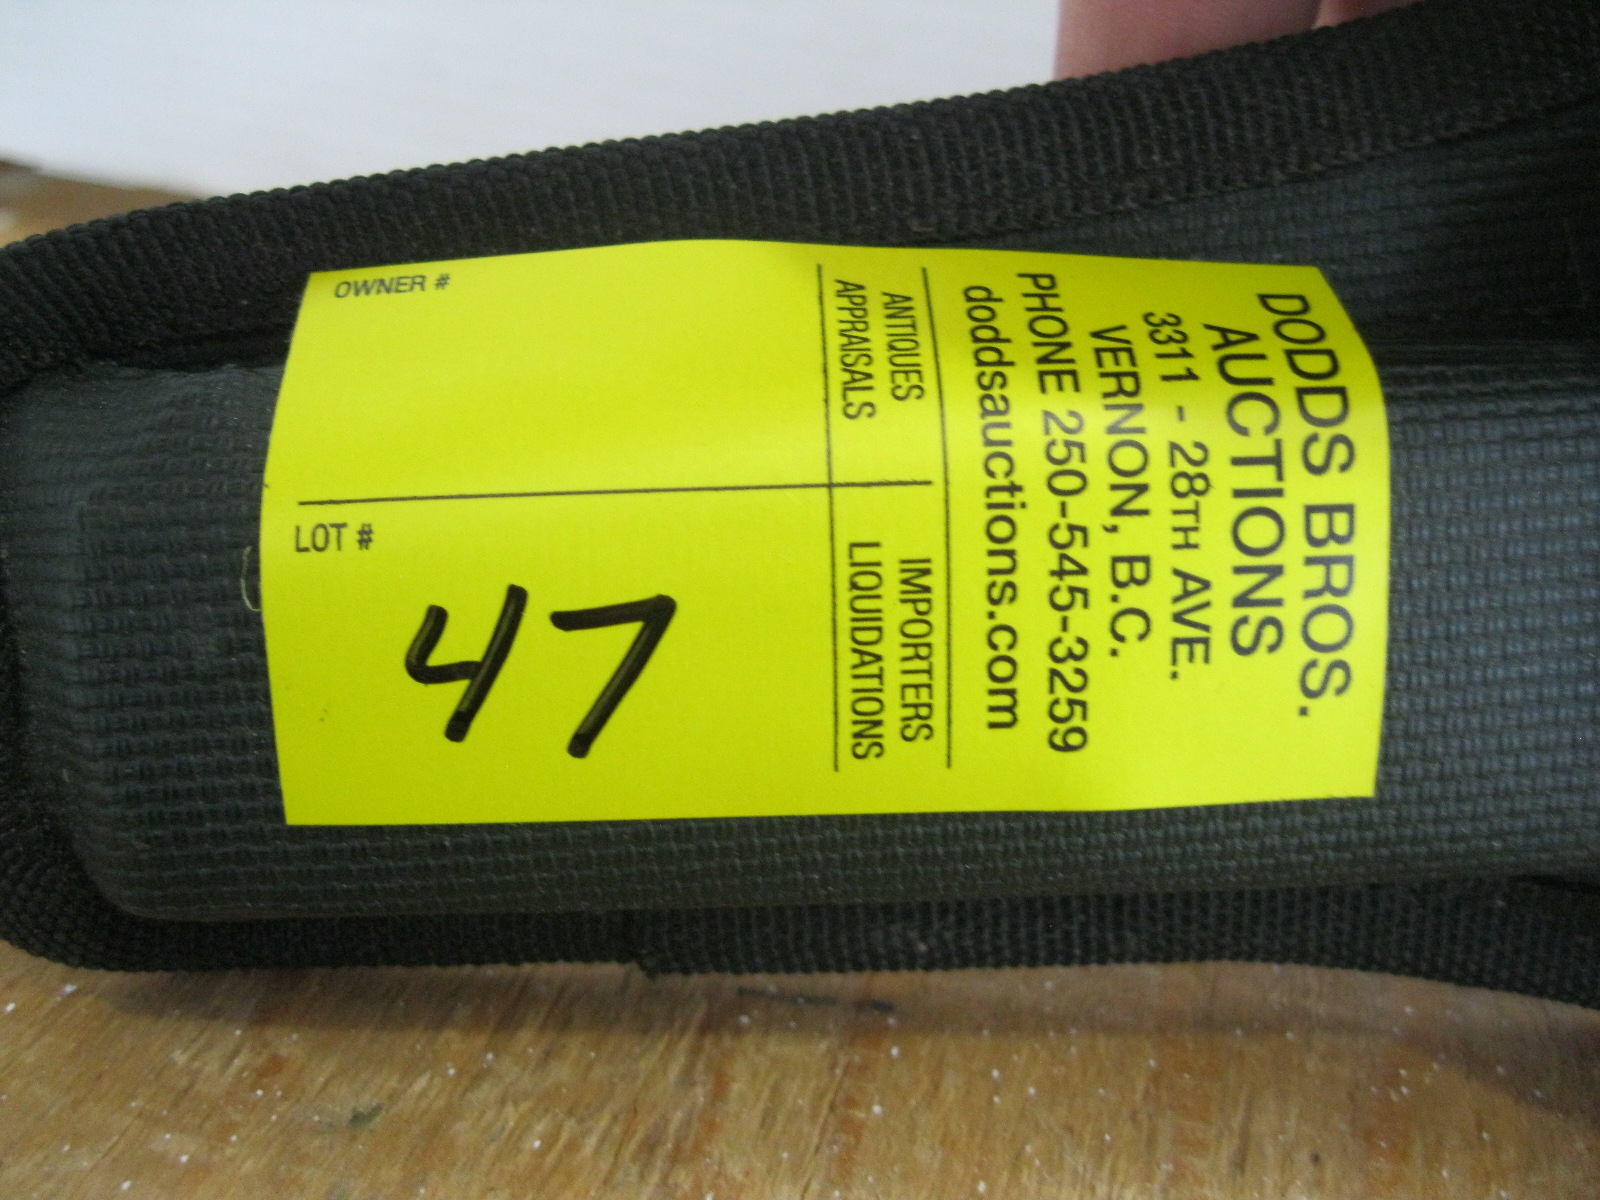 DODDS BROS.
AUCTIONS
3311 - 28TH AVE.
VERNON, B.C.
PHONE 250-545-3259
doddsauctions.com
ANTIQUES
APPRAISALS
IMPORTERS
LIQUIDATIONS
OWNER #
LOT #
47